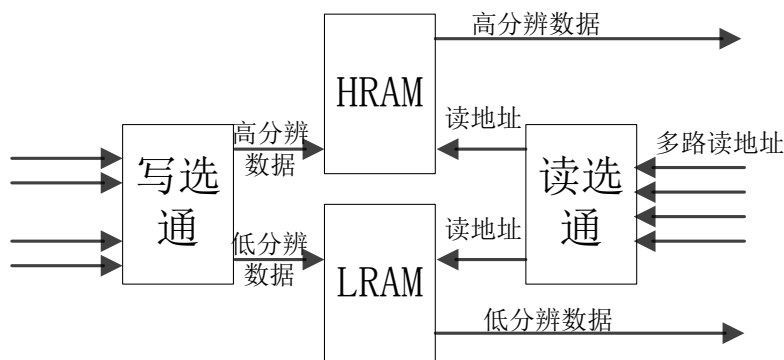 高分辨数据
HRAM
高分辨
数据
读地址
多路读地址
写选
通
读选
通
低分辨
数据
读地址
LRAM
低分辨数据